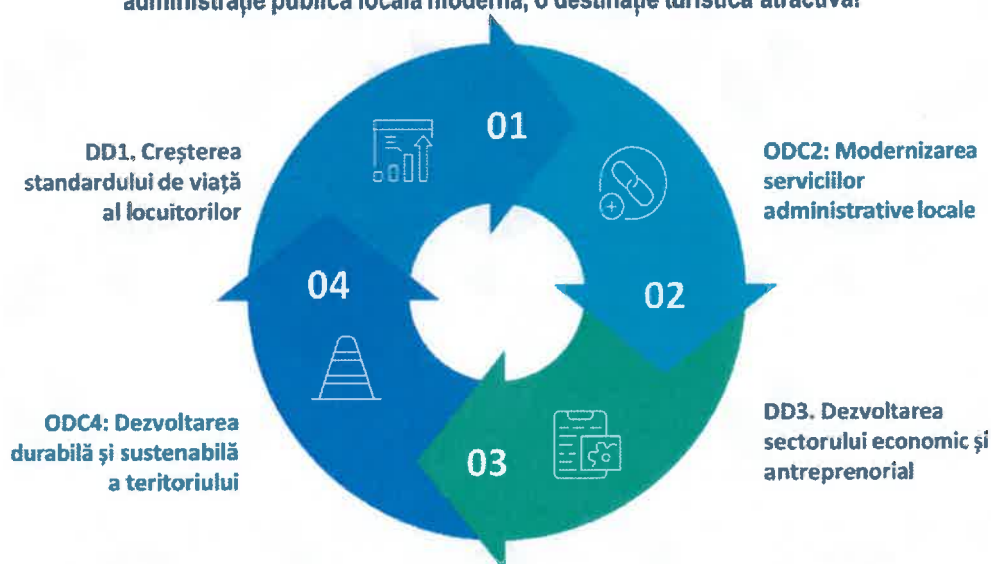 administrație publică locală modernă, o destinație turistică atractivă!
01
DD1. Creșterea
standardului de viață
al locuitorilor
ODC2: Modernizarea
serviciilor
administrative locale
04
02
ODC4: Dezvoltarea
durabilă și sustenabilă
a teritoriului
03
DD3. Dezvoltarea
sectorului economic și
antreprenorial